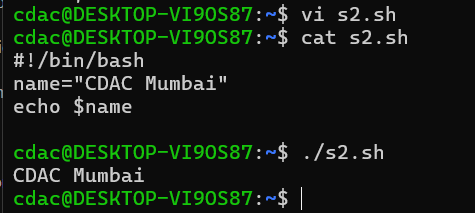 cdac@DESKTOP-VI9OS87:~$ vi s2.sh
cdac@DESKTOP-VI9OS87:~$ cat s2.sh
#!/bin/bash
name="CDAC Mumbai"
echo $name
cdac@DESKTOP-VI9OS87:~$ ./s2.sh
CDAC Mumbai
cdac@DESKTOP-VI9OS87:~$